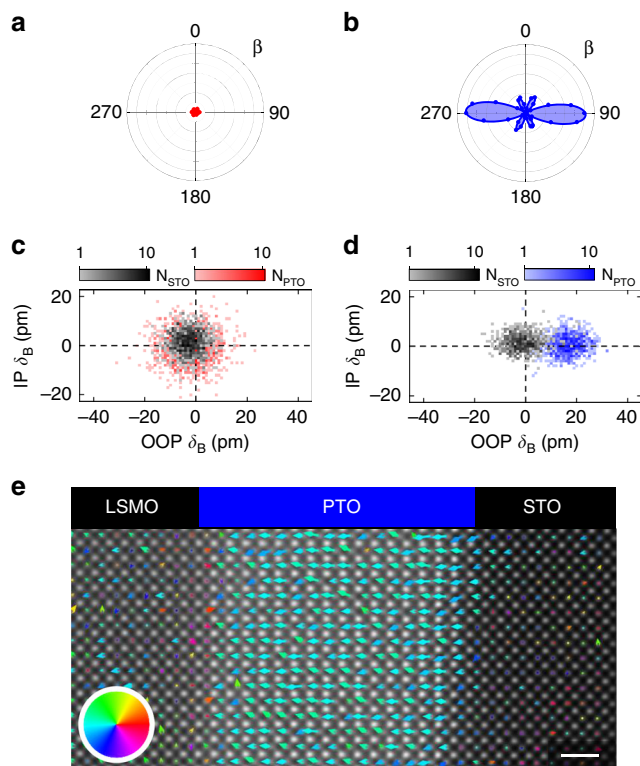 a
b
0
β
0
β
270
90
270
90
180
180
c
1
10
1
10
d
1
10
1
10
N_STO
N_PTO
N_STO
N_PTO
20
20
IP δ_B (pm)
0
IP δ_B (pm)
0
–20
–20
–40
–20
0
20
40
–40
–20
0
20
40
OOP δ_B (pm)
OOP δ_B (pm)
e
LSMO
PTO
STO